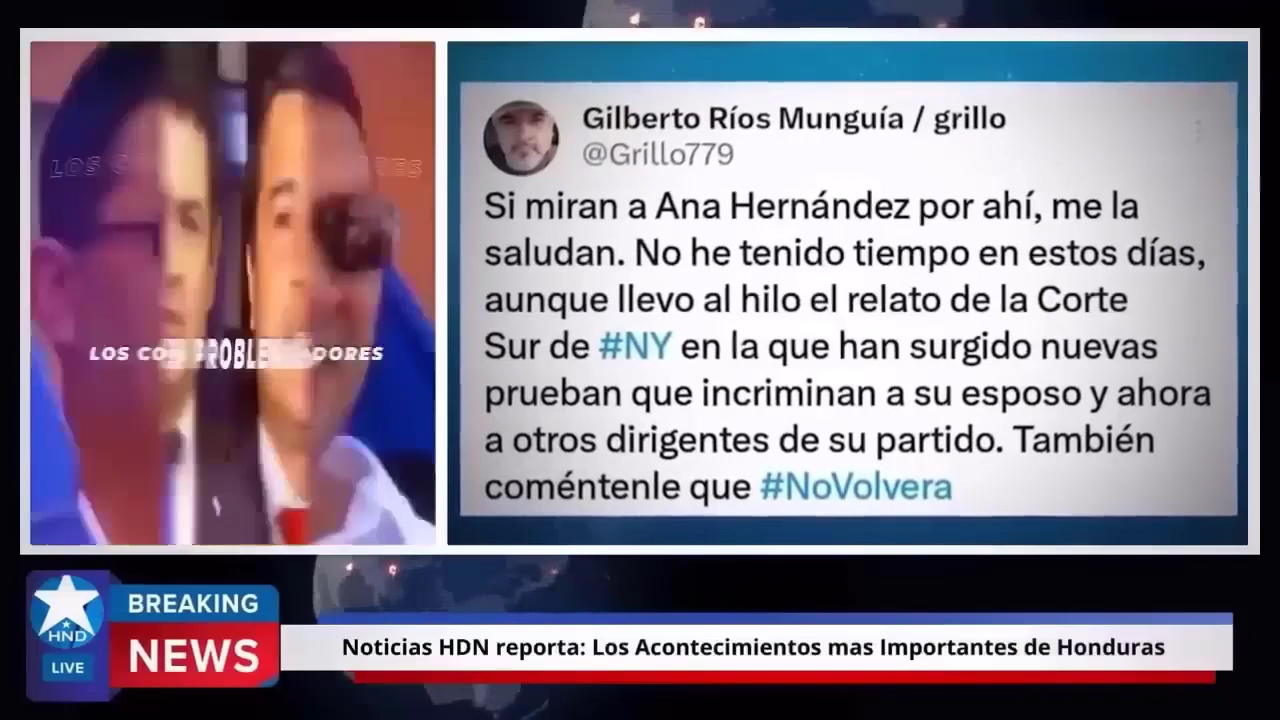 Gilberto Ríos Munguía / grillo
@Grillo779
Si miran a Ana Hernández por ahí, me la
saludan. No he tenido tiempo en estos días,
aunque llevo al hilo el relato de la Corte
Sur de #NY en la que han surgido nuevas
prueban que incriminan a su esposo y ahora
a otros dirigentes de su partido. También
coméntenle que #NoVolvera
HND
LIVE
BREAKING
NEWS
Noticias HDN reporta: Los Acontecimientos mas Importantes de Honduras